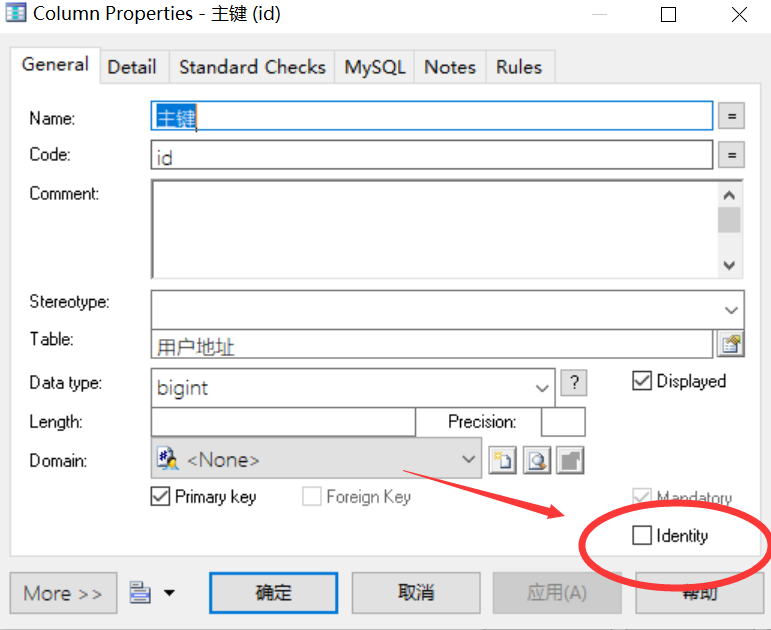 Column Properties - 主键 (id)
General Detail Standard Checks MySQL Notes Rules
Name: 主键 =
Code: id =
Comment:
Stereotype:
Table: 用户地址
Data type: bigint ? Displayed
Length: Precision:
Domain: <None>
Primary key Foreign Key Mandatory
Identity
More >> 确定 取消 应用(A) 帮助